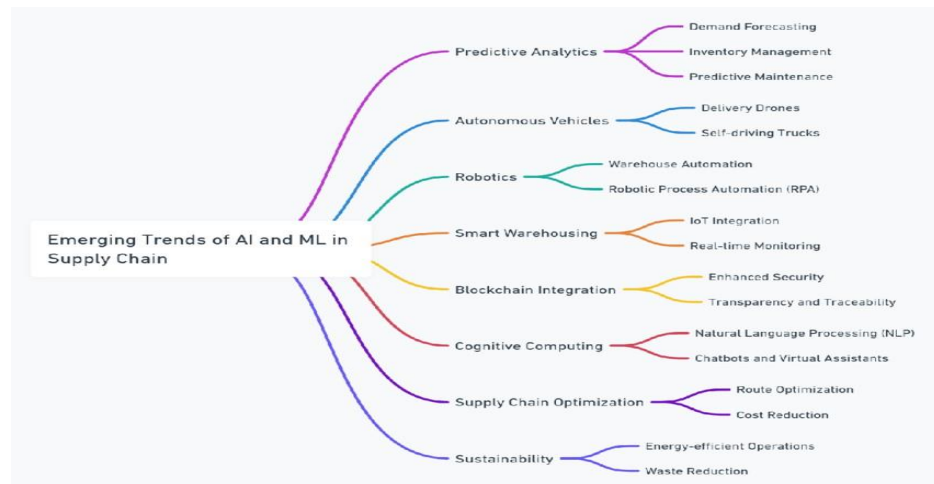 Emerging Trends of AI and ML in
Supply Chain
Predictive Analytics
Demand Forecasting
Inventory Management
Predictive Maintenance
Autonomous Vehicles
Delivery Drones
Self-driving Trucks
Robotics
Warehouse Automation
Robotic Process Automation (RPA)
Smart Warehousing
IoT Integration
Real-time Monitoring
Blockchain Integration
Enhanced Security
Transparency and Traceability
Cognitive Computing
Natural Language Processing (NLP)
Chatbots and Virtual Assistants
Supply Chain Optimization
Route Optimization
Cost Reduction
Sustainability
Energy-efficient Operations
Waste Reduction